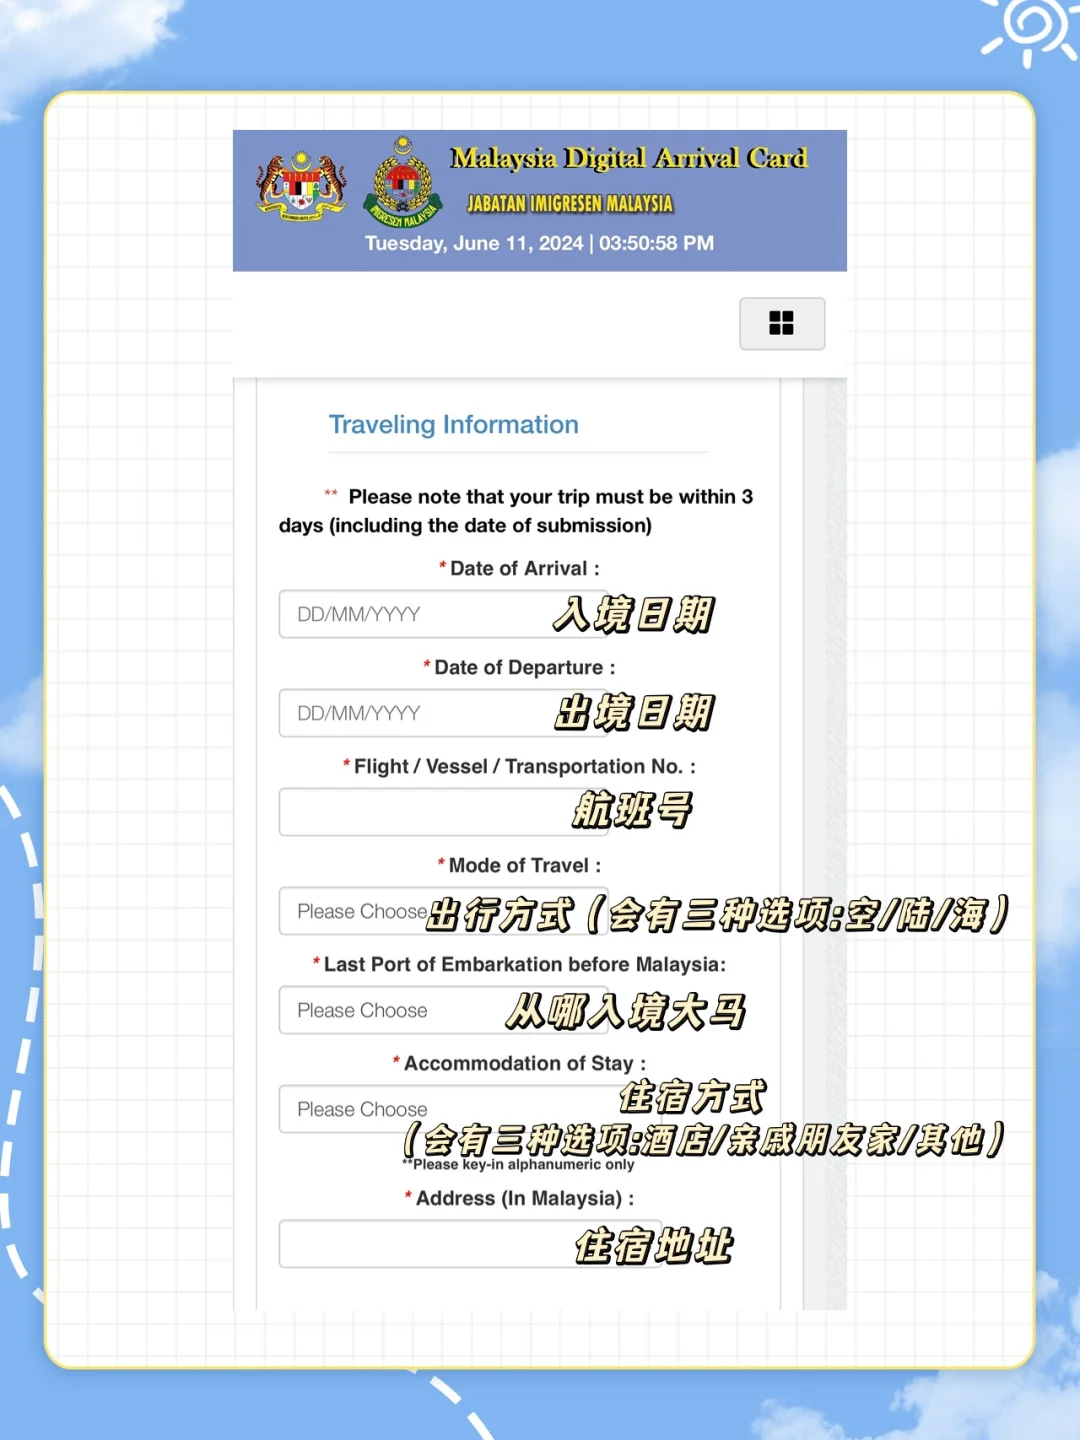 Malaysia Digital Arrival Card
JABATAN IMIGRESEN MALAYSIA
IMIGRESEN MALAYSIA
Tuesday, June 11, 2024 | 03:50:58 PM
Traveling Information
** Please note that your trip must be within 3
days (including the date of submission)
* Date of Arrival :
DD/MM/YYYY 入境日期
* Date of Departure :
DD/MM/YYYY 出境日期
* Flight / Vessel / Transportation No. :
航班号
* Mode of Travel :
Please Choose 出行方式（会有三种选项:空/陆/海）
* Last Port of Embarkation before Malaysia:
Please Choose 从哪入境大马
* Accommodation of Stay :
Please Choose 住宿方式
（会有三种选项:酒店/亲戚朋友家/其他）
**Please key-in alphanumeric only
* Address (In Malaysia) :
住宿地址